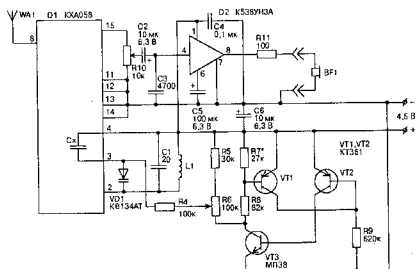 WA1
D1 КХА058
D2 К538УН3А
8
15
R10
10к
11
12
13
14
C2
10 мк
6,3 В
C3
4700
C4
0,1 мк
1
4
8
6
7
R11
100
BF1
C5
100 мк
6,3 В
C6
10 мк
6,3 В
-
4,5 В
+
4
3
2
Cx
C1
20
L1
VD1
КВ134АТ
R4
100к
R5
30к
R6
100к
R7*
27к
R8
82к
VT1
VT2
VT1,VT2
КТ361
R9
620к
VT3
МП38